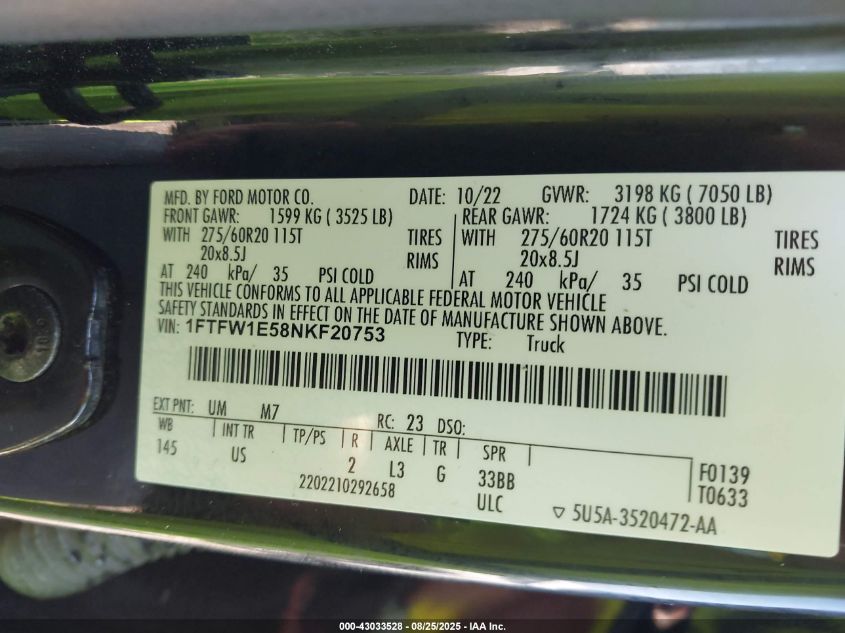 MFD. BY FORD MOTOR CO. DATE: 10/22 GVWR: 3198 KG ( 7050 LB)
FRONT GAWR: 1599 KG ( 3525 LB) REAR GAWR: 1724 KG ( 3800 LB)
WITH 275/60R20 115T TIRES WITH 275/60R20 115T TIRES
20x8.5J RIMS 20x8.5J RIMS
AT 240 kPa/ 35 PSI COLD AT 240 kPa/ 35 PSI COLD
THIS VEHICLE CONFORMS TO ALL APPLICABLE FEDERAL MOTOR VEHICLE
SAFETY STANDARDS IN EFFECT ON THE DATE OF MANUFACTURE SHOWN ABOVE.
VIN: 1FTFW1E58NKF20753 TYPE: Truck
EXT PNT: UM M7 RC: 23 DSO:
WB INT TR TP/PS R AXLE TR SPR
145 US 2 L3 G 33BB
F0139
T0633
2202210292658 ULC
5U5A-3520472-AA
000-43033528 - 08/25/2025 - IAA Inc.